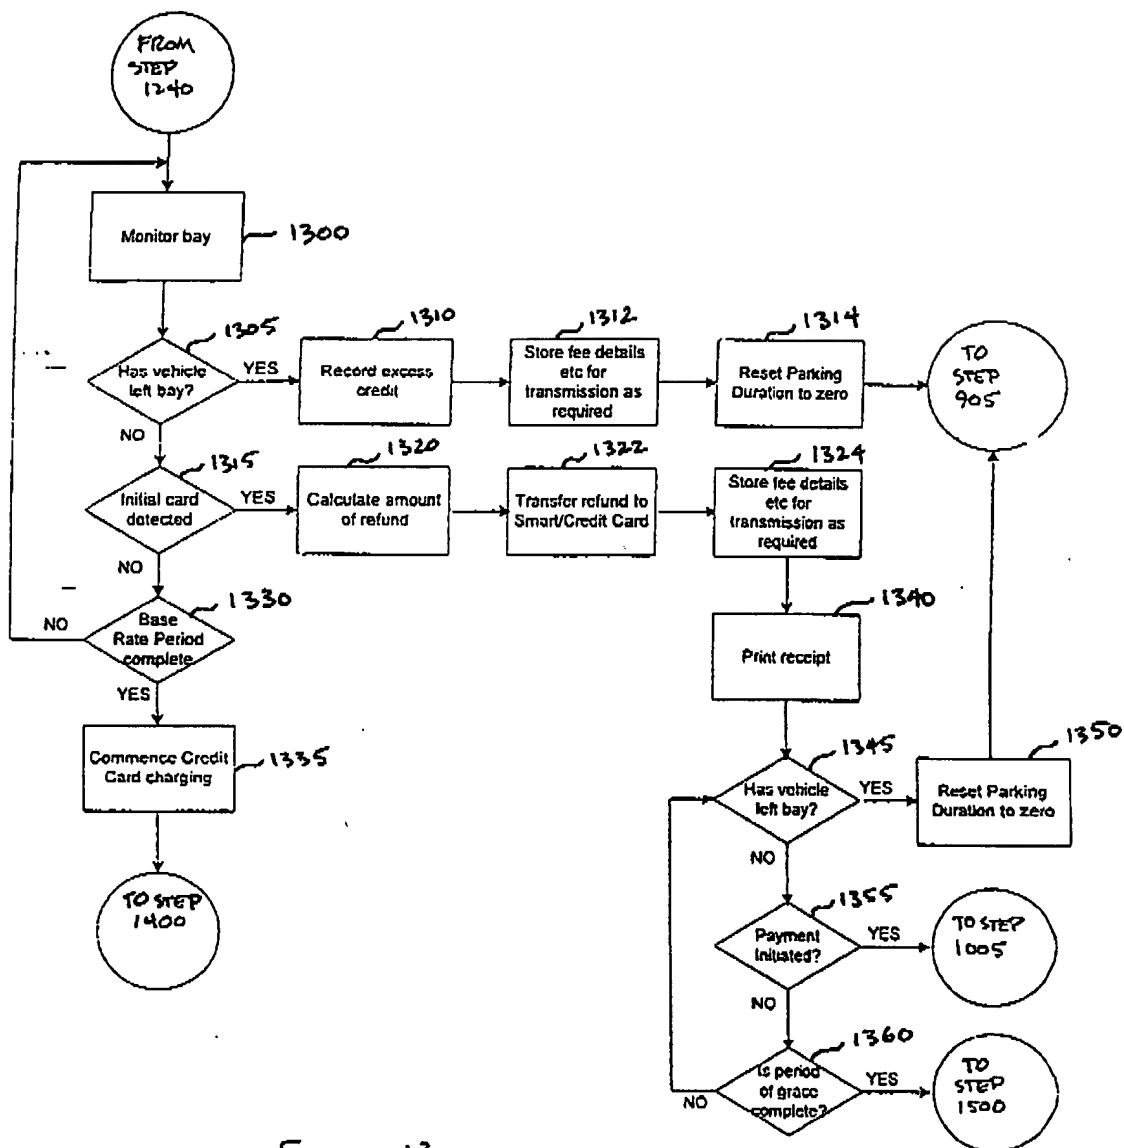 FROM
STEP
1240
Monitor bay
1300
1305
Has vehicle
left bay?
YES
NO
1310
Record excess
credit
1312
Store fee details
etc for
transmission as
required
1314
Reset Parking
Duration to zero
TO
STEP
905
1315
Initial card
detected
YES
NO
1320
Calculate amount
of refund
1322
Transfer refund to
Smart/Credit Card
1324
Store fee details
etc for
transmission as
required
1330
Base
Rate Period
complete
NO
YES
1340
Print receipt
1335
Commence Credit
Card charging
1345
Has vehicle
left bay?
YES
NO
1350
Reset Parking
Duration to zero
TO STEP
1400
1355
Payment
Initiated?
YES
NO
TO STEP
1005
1360
Is period
of grace
complete?
NO
YES
TO
STEP
1500